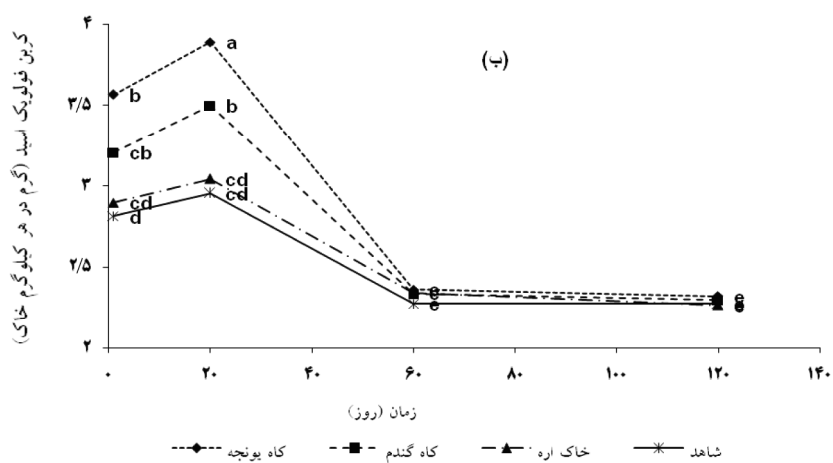 (ب)
کربن فولویک اسید (گرم در هر کیلوگرم خاک)
۴
۳/۵
۳
۲/۵
۲
a
b
b
cb
cd
cd
cd
d
e
e
e
e
e
e
۰ ۲۰ ۴۰ ۶۰ ۸۰ ۱۰۰ ۱۲۰ ۱۴۰
زمان (روز)
کاه یونجه کاه گندم خاک اره شاهد